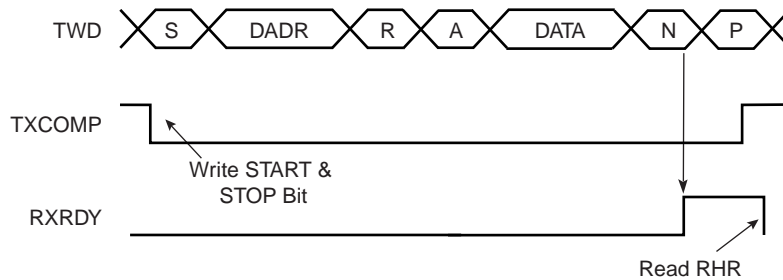 TWD S DADR R A DATA N P
TXCOMP
Write START &
STOP Bit
RXRDY
Read RHR